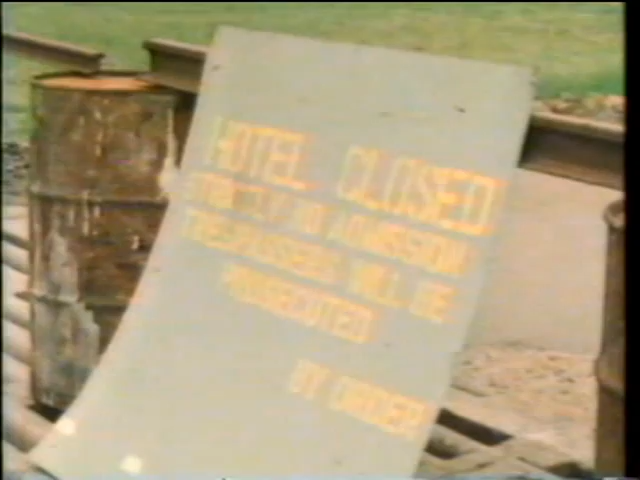 HOTEL CLOSED
STRICTLY NO ADMISSION
TRESPASSERS WILL BE
PROSECUTED
BY ORDER